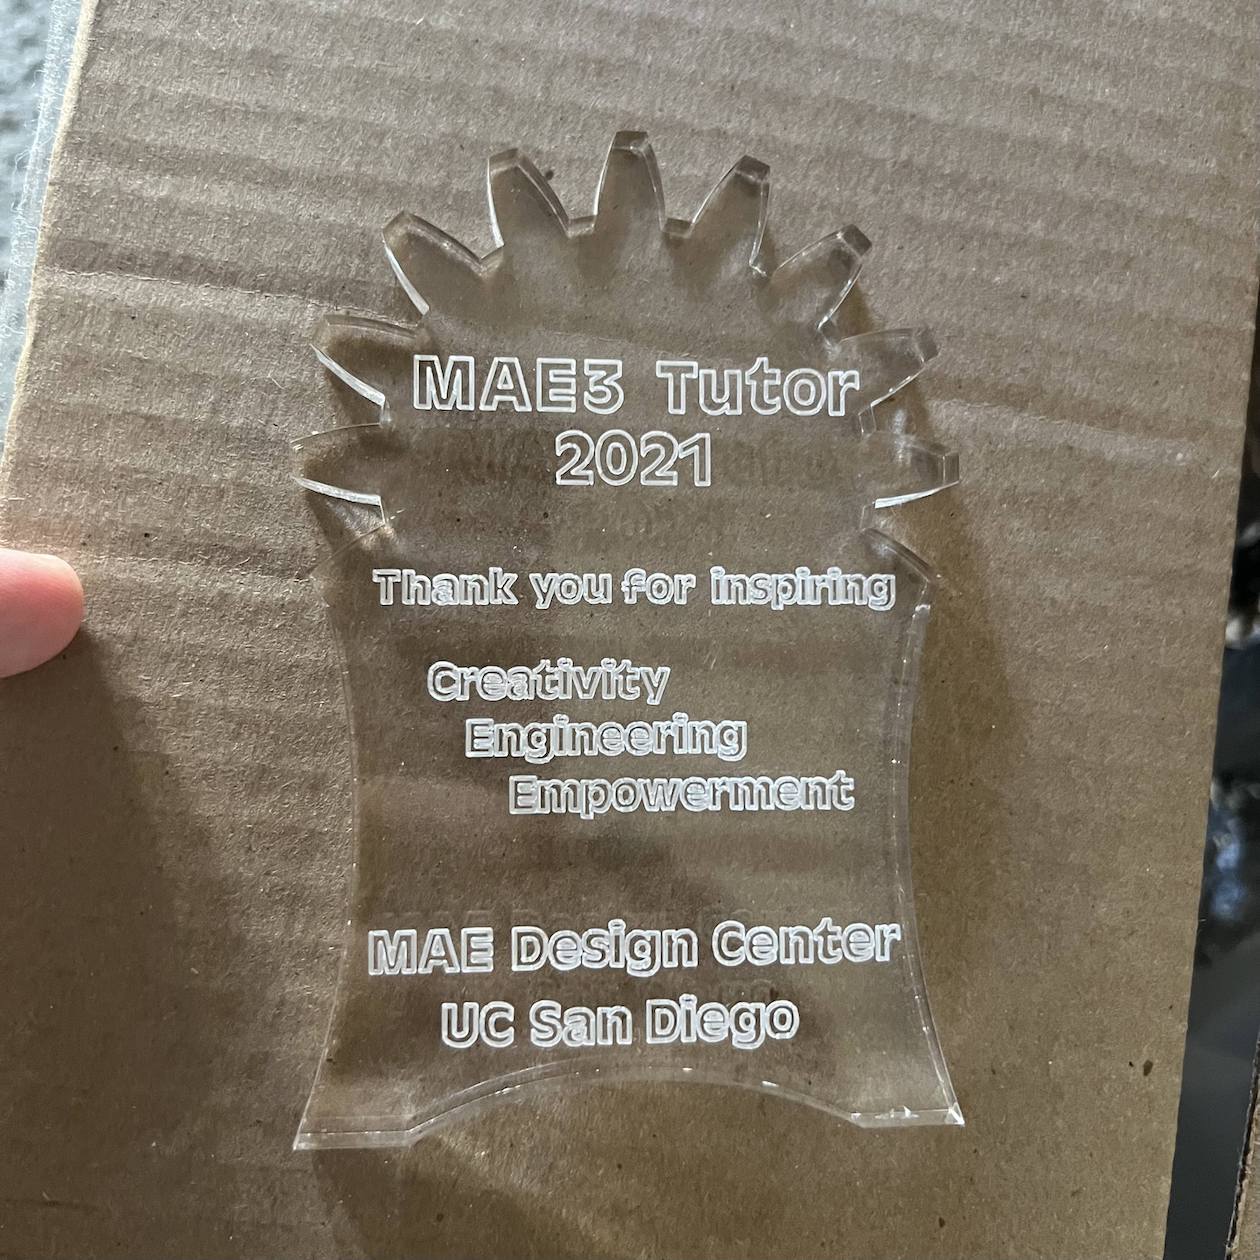 MAE3 Tutor
2021
Thank you for inspiring
Creativity
Engineering
Empowerment
MAE Design Center
UC San Diego